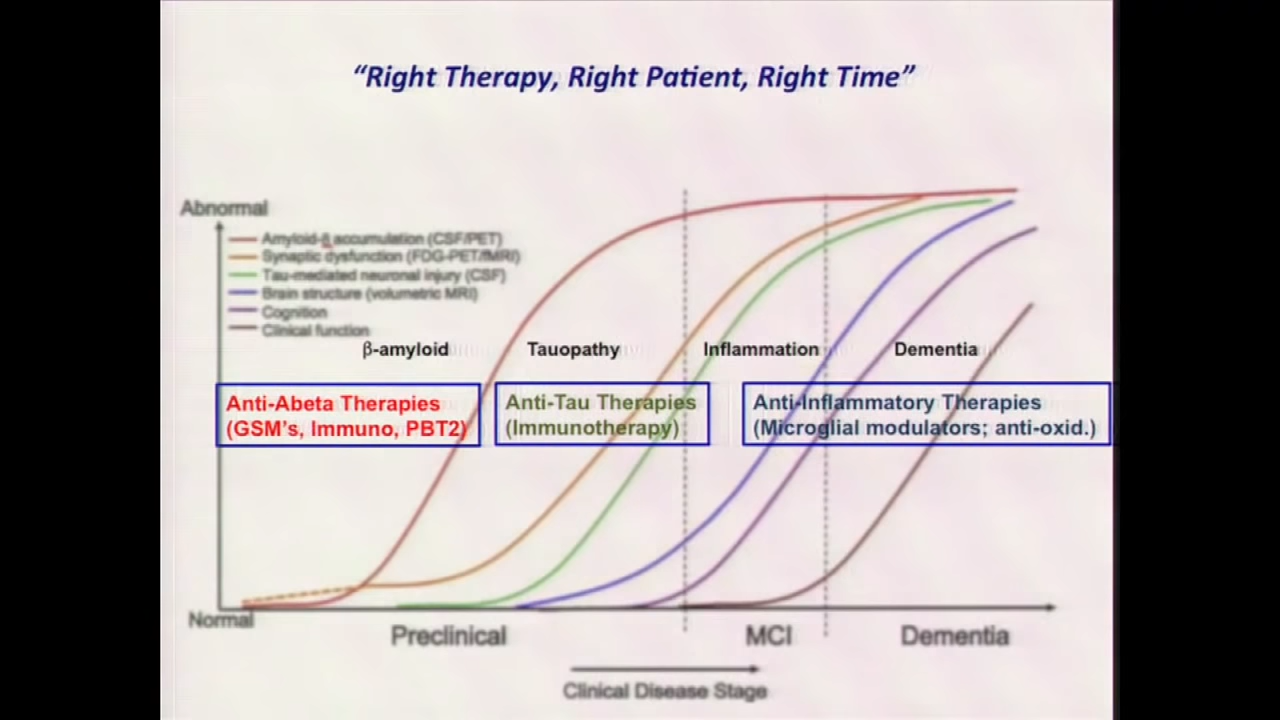 “Right Therapy, Right Patient, Right Time”
Abnormal
Amyloid-β accumulation (CSF/PET)
Synaptic dysfunction (FDG-PET/fMRI)
Tau-mediated neuronal injury (CSF)
Brain structure (volumetric MRI)
Cognition
Clinical function
β-amyloid Tauopathy Inflammation Dementia
Anti-Abeta Therapies
(GSM's, Immuno, PBT2)
Anti-Tau Therapies
(Immunotherapy)
Anti-Inflammatory Therapies
(Microglial modulators; anti-oxid.)
Normal
Preclinical MCI Dementia
Clinical Disease Stage